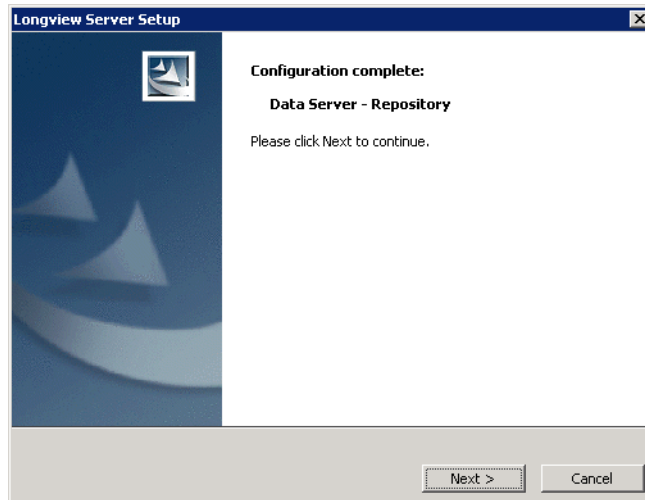 Longview Server Setup
Configuration complete:
Data Server - Repository
Please click Next to continue.
Next >
Cancel